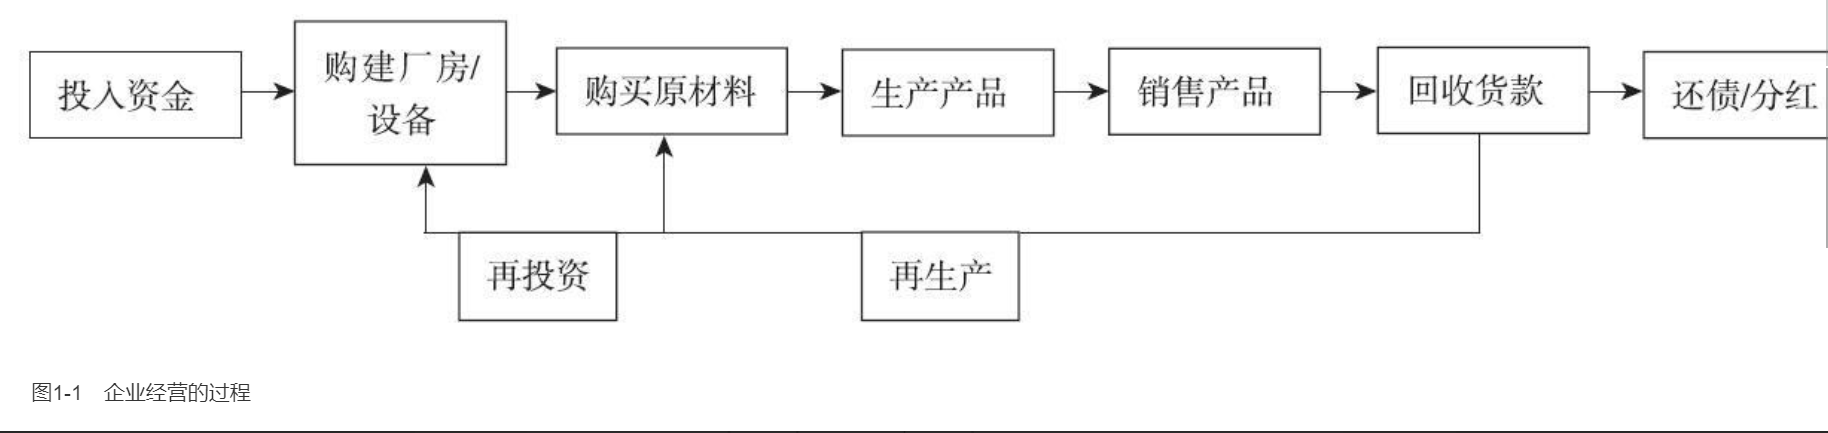 投入资金
购建厂房/
设备
购买原材料
生产产品
销售产品
回收货款
还债/分红
再投资
再生产
图1-1 企业经营的过程